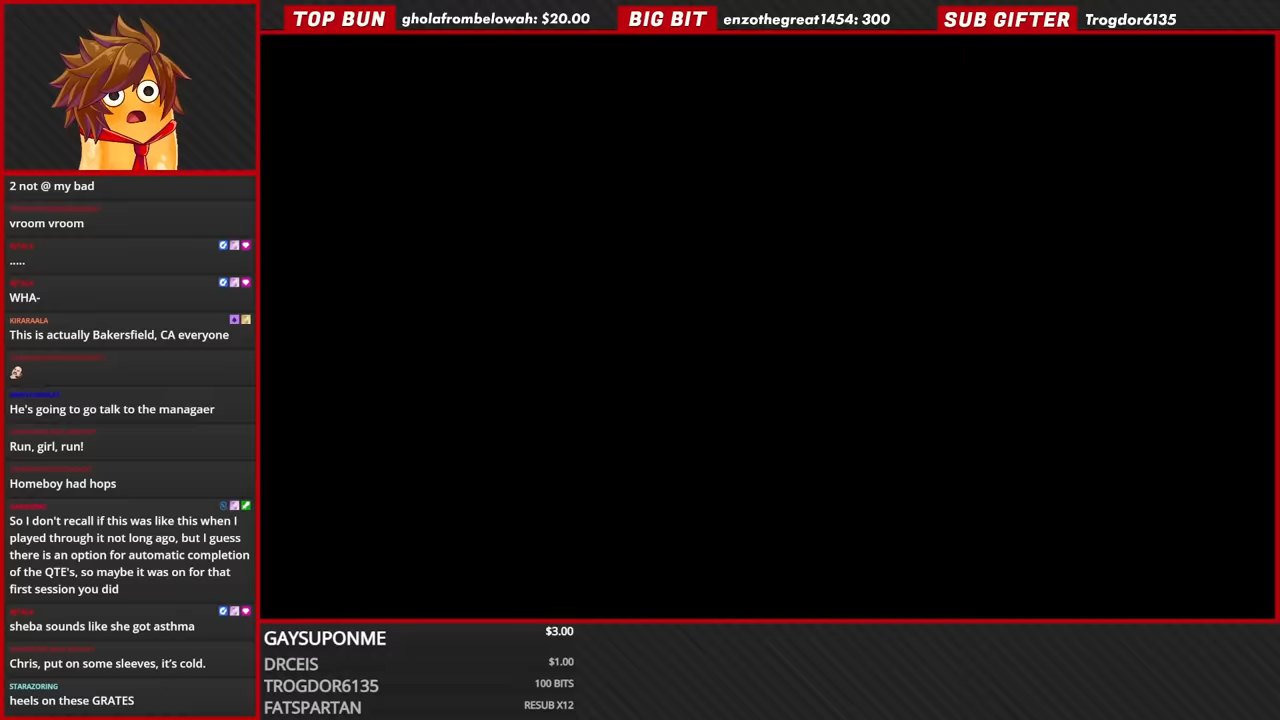 TOP BUN gholafrombelowah: $20.00 BIG BIT enzothegreat1454: 300 SUB GIFTER Trogdor6135
2 not @ my bad
vroom vroom
.....
WHA-
KIRARAALA
This is actually Bakersfield, CA everyone
He's going to go talk to the managaer
Run, girl, run!
Homeboy had hops
So I don't recall if this was like this when I
played through it not long ago, but I guess
there is an option for automatic completion
of the QTE's, so maybe it was on for that
first session you did
sheba sounds like she got asthma
Chris, put on some sleeves, it’s cold.
STARAZORING
heels on these GRATES
GAYSUPONME $3.00
DRCEIS $1.00
TROGDOR6135 100 BITS
FATSPARTAN RESUB X12